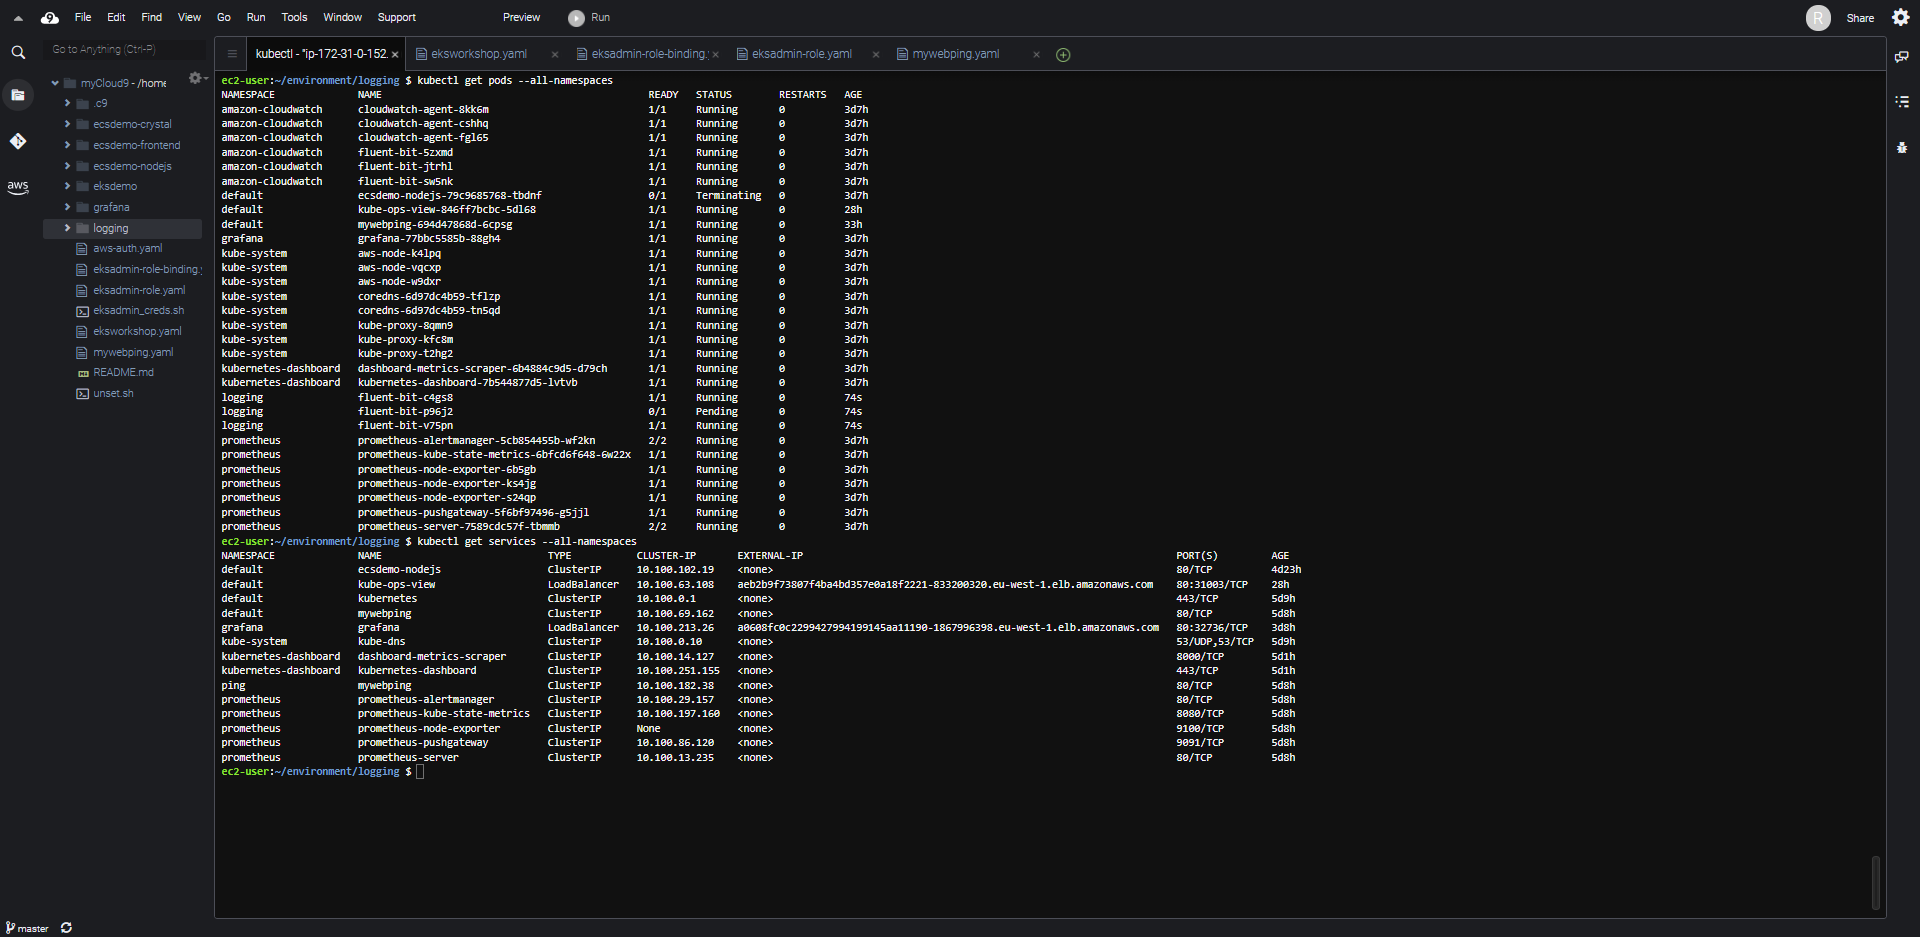 File Edit Find View Go Run Tools Window Support Preview Run R Share
Go to Anything (Ctrl-P)
kubectl - "ip-172-31-0-152. eksworkshop.yaml eksadmin-role-binding. eksadmin-role.yaml mywebping.yaml
myCloud9 - /home
.c9
ecsdemo-crystal
ecsdemo-frontend
ecsdemo-nodejs
eksdemo
grafana
logging
aws-auth.yaml
eksadmin-role-binding.y
eksadmin-role.yaml
eksadmin_creds.sh
eksworkshop.yaml
mywebping.yaml
README.md
unset.sh
aws
ec2-user:~/environment/logging $ kubectl get pods --all-namespaces
NAMESPACE NAME READY STATUS RESTARTS AGE
amazon-cloudwatch cloudwatch-agent-8kk6m 1/1 Running 0 3d7h
amazon-cloudwatch cloudwatch-agent-cshhq 1/1 Running 0 3d7h
amazon-cloudwatch cloudwatch-agent-fgl65 1/1 Running 0 3d7h
amazon-cloudwatch fluent-bit-5zxmd 1/1 Running 0 3d7h
amazon-cloudwatch fluent-bit-jtrhl 1/1 Running 0 3d7h
amazon-cloudwatch fluent-bit-sw5nk 1/1 Running 0 3d7h
default ecsdemo-nodejs-79c9685768-tbdnf 0/1 Terminating 0 3d7h
default kube-ops-view-846ff7bcbc-5dl68 1/1 Running 0 28h
default mywebping-694d47868d-6cpsg 1/1 Running 0 33h
grafana grafana-77bbc5585b-88gh4 1/1 Running 0 3d7h
kube-system aws-node-k4lpq 1/1 Running 0 3d7h
kube-system aws-node-vqcxp 1/1 Running 0 3d7h
kube-system aws-node-w9dxr 1/1 Running 0 3d7h
kube-system coredns-6d97dc4b59-tflzp 1/1 Running 0 3d7h
kube-system coredns-6d97dc4b59-tn5qd 1/1 Running 0 3d7h
kube-system kube-proxy-8qmn9 1/1 Running 0 3d7h
kube-system kube-proxy-kfc8m 1/1 Running 0 3d7h
kube-system kube-proxy-t2hg2 1/1 Running 0 3d7h
kubernetes-dashboard dashboard-metrics-scraper-6b4884c9d5-d79ch 1/1 Running 0 3d7h
kubernetes-dashboard kubernetes-dashboard-7b544877d5-lvtvb 1/1 Running 0 3d7h
logging fluent-bit-c4gs8 1/1 Running 0 74s
logging fluent-bit-p96j2 0/1 Pending 0 74s
logging fluent-bit-v75pn 1/1 Running 0 74s
prometheus prometheus-alertmanager-5cb854455b-wf2kn 2/2 Running 0 3d7h
prometheus prometheus-kube-state-metrics-6bfcd6f648-6w22x 1/1 Running 0 3d7h
prometheus prometheus-node-exporter-6b5gb 1/1 Running 0 3d7h
prometheus prometheus-node-exporter-ks4jg 1/1 Running 0 3d7h
prometheus prometheus-node-exporter-s24qp 1/1 Running 0 3d7h
prometheus prometheus-pushgateway-5f6bf97496-g5jjl 1/1 Running 0 3d7h
prometheus prometheus-server-7589cdc57f-tbmmb 2/2 Running 0 3d7h
ec2-user:~/environment/logging $ kubectl get services --all-namespaces
NAMESPACE NAME TYPE CLUSTER-IP EXTERNAL-IP PORT(S) AGE
default ecsdemo-nodejs ClusterIP 10.100.102.19 <none> 80/TCP 4d23h
default kube-ops-view LoadBalancer 10.100.63.108 aeb2b9f73807f4ba4bd357e0a18f2221-833200320.eu-west-1.elb.amazonaws.com 80:31003/TCP 28h
default kubernetes ClusterIP 10.100.0.1 <none> 443/TCP 5d9h
default mywebping ClusterIP 10.100.69.162 <none> 80/TCP 5d8h
grafana grafana LoadBalancer 10.100.213.26 a0608fc0c2299427994199145aa11190-1867996398.eu-west-1.elb.amazonaws.com 80:32736/TCP 3d8h
kube-system kube-dns ClusterIP 10.100.0.10 <none> 53/UDP,53/TCP 5d9h
kubernetes-dashboard dashboard-metrics-scraper ClusterIP 10.100.14.127 <none> 8000/TCP 5d1h
kubernetes-dashboard kubernetes-dashboard ClusterIP 10.100.251.155 <none> 443/TCP 5d1h
ping mywebping ClusterIP 10.100.182.38 <none> 80/TCP 5d8h
prometheus prometheus-alertmanager ClusterIP 10.100.29.157 <none> 80/TCP 5d8h
prometheus prometheus-kube-state-metrics ClusterIP 10.100.197.160 <none> 8080/TCP 5d8h
prometheus prometheus-node-exporter ClusterIP None <none> 9100/TCP 5d8h
prometheus prometheus-pushgateway ClusterIP 10.100.86.120 <none> 9091/TCP 5d8h
prometheus prometheus-server ClusterIP 10.100.13.235 <none> 80/TCP 5d8h
ec2-user:~/environment/logging $
master